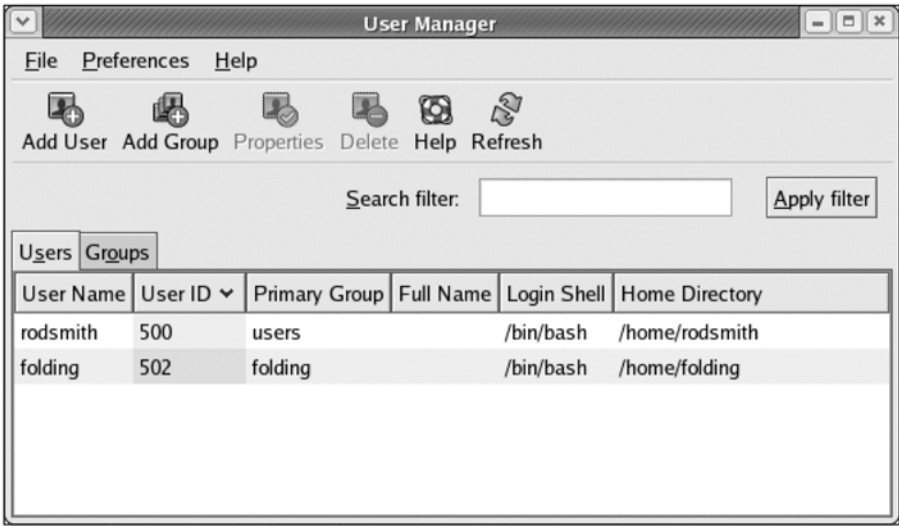 User Manager
File Preferences Help
Add User Add Group Properties Delete Help Refresh
Search filter: Apply filter
Users Groups
User Name User ID Primary Group Full Name Login Shell Home Directory
rodsmith 500 users /bin/bash /home/rodsmith
folding 502 folding /bin/bash /home/folding